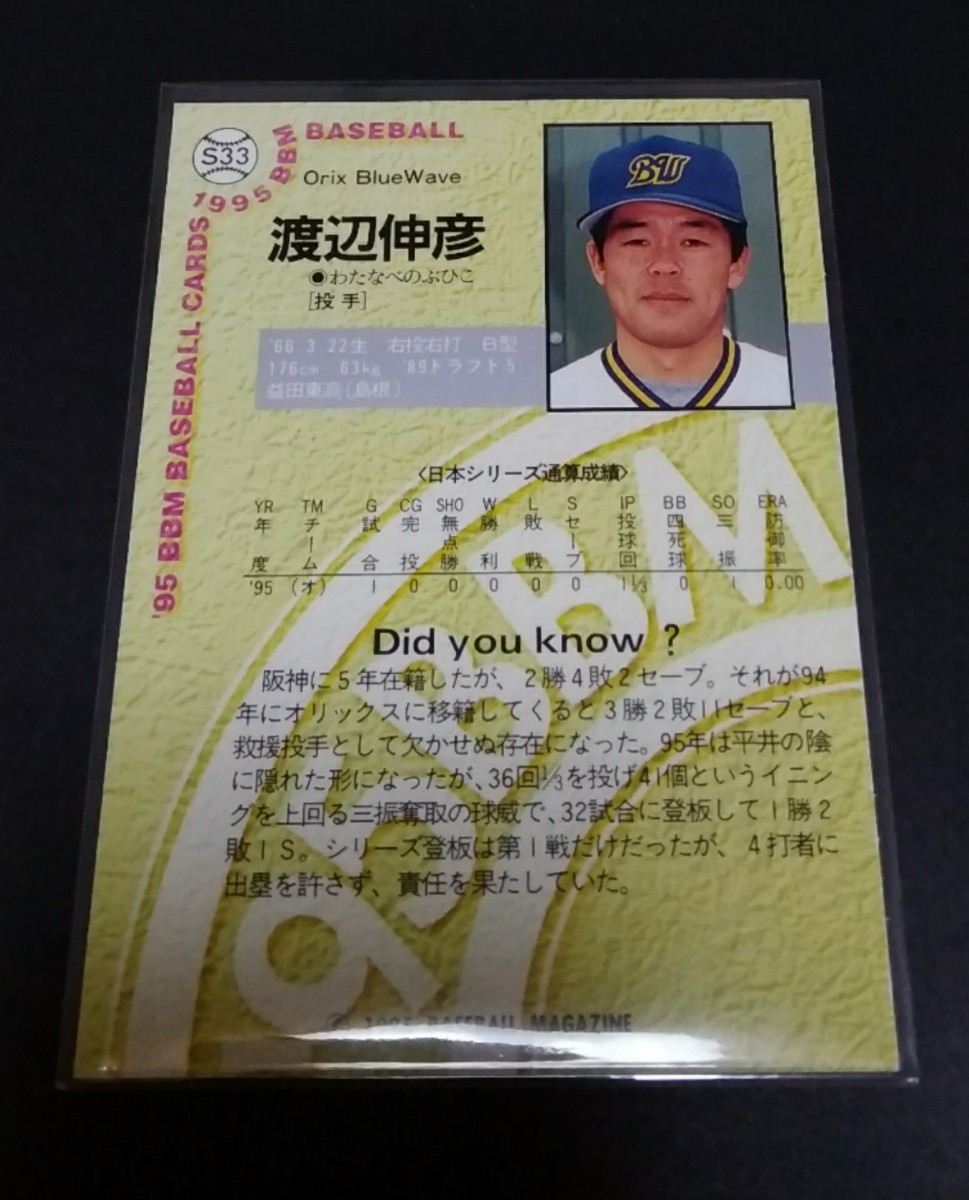 S33
'95 BBM BASEBALL CARDS 1995 BBM BASEBALL
Orix BlueWave
BW
渡辺伸彦
●わたなべのぶひこ
[投手]
'66 3 22生 右投右打 B型
176cm 63kg '89ドラフト5
益田東高(島根)
〈日本シリーズ通算成績〉
YR TM G CG SHO W L S IP BB SO ERA
年度 チーム 試合 完投 無点勝 勝利 敗戦 セーブ 投球回 四死球 三振 防御率
'95 (オ) 1 0 0 0 0 0 1⅓ 0 1 0.00
Did you know ?
阪神に5年在籍したが、2勝4敗2セーブ。それが94
年にオリックスに移籍してくると3勝2敗11セーブと、
救援投手として欠かせぬ存在になった。95年は平井の陰
に隠れた形になったが、36回⅓を投げ41個というイニン
グを上回る三振奪取の球威で、32試合に登板して1勝2
敗1S。シリーズ登板は第1戦だけだったが、4打者に
出塁を許さず、責任を果たしていた。
© 1995 BASEBALL MAGAZINE
'95 BBM